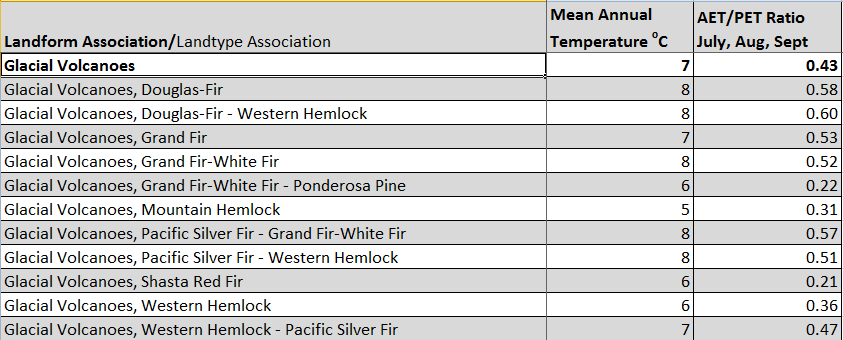 Landform Association/Landtype Association Mean Annual Temperature ⁰C AET/PET Ratio July, Aug, Sept
Glacial Volcanoes 7 0.43
Glacial Volcanoes, Douglas-Fir 8 0.58
Glacial Volcanoes, Douglas-Fir - Western Hemlock 8 0.60
Glacial Volcanoes, Grand Fir 7 0.53
Glacial Volcanoes, Grand Fir-White Fir 8 0.52
Glacial Volcanoes, Grand Fir-White Fir - Ponderosa Pine 6 0.22
Glacial Volcanoes, Mountain Hemlock 5 0.31
Glacial Volcanoes, Pacific Silver Fir - Grand Fir-White Fir 8 0.57
Glacial Volcanoes, Pacific Silver Fir - Western Hemlock 8 0.51
Glacial Volcanoes, Shasta Red Fir 6 0.21
Glacial Volcanoes, Western Hemlock 6 0.36
Glacial Volcanoes, Western Hemlock - Pacific Silver Fir 7 0.47